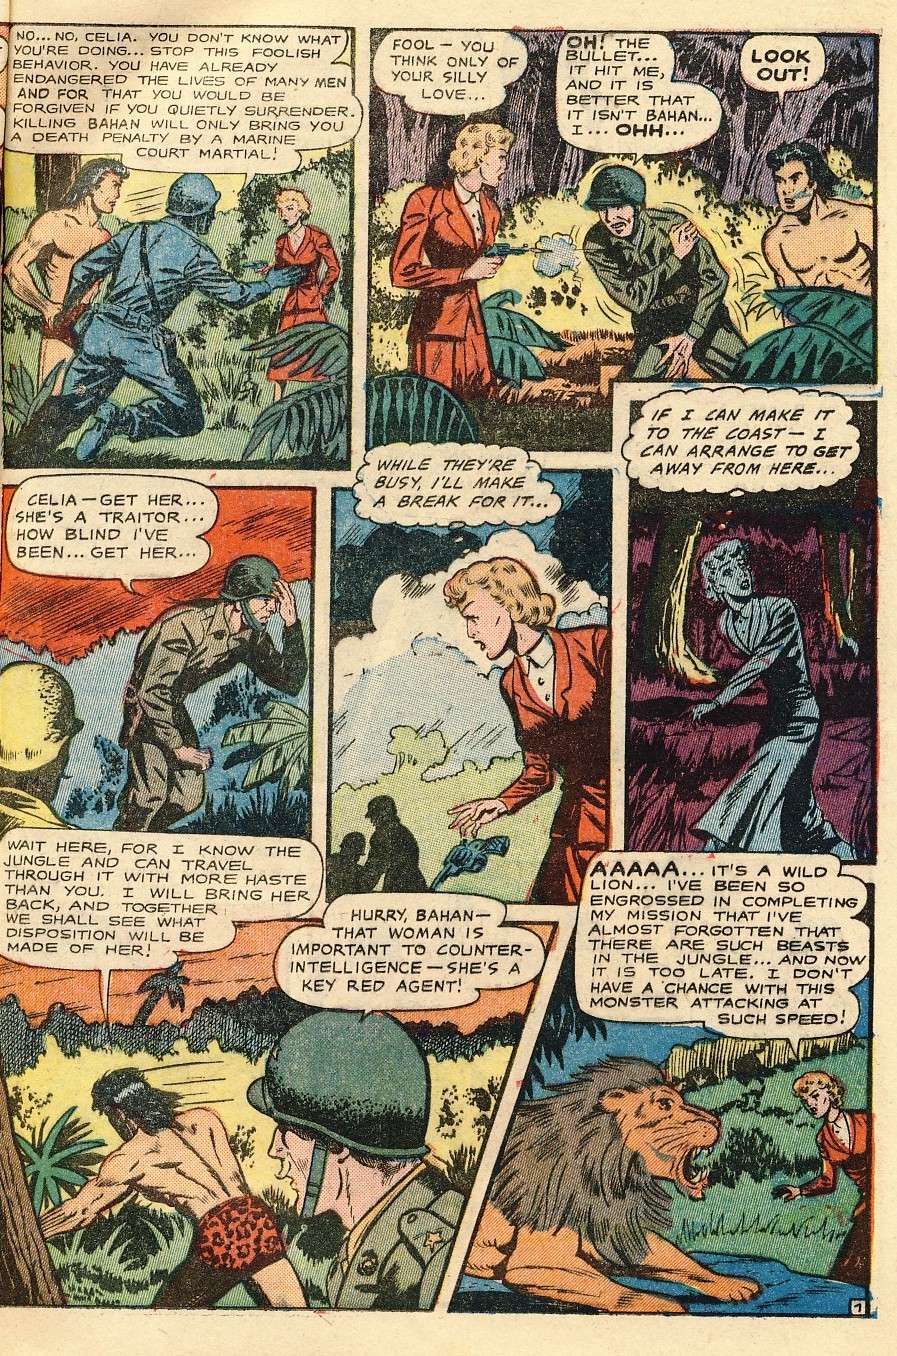 NO... NO, CELIA. YOU DON'T KNOW WHAT
YOU'RE DOING... STOP THIS FOOLISH
BEHAVIOR. YOU HAVE ALREADY
ENDANGERED THE LIVES OF MANY MEN
AND FOR THAT YOU WOULD BE
FORGIVEN IF YOU QUIETLY SURRENDER.
KILLING BAHAN WILL ONLY BRING YOU
A DEATH PENALTY BY A MARINE
COURT MARTIAL!
FOOL — YOU
THINK ONLY OF
YOUR SILLY
LOVE...
OH! THE
BULLET...
IT HIT ME,
AND IT IS
BETTER THAT
IT ISN'T BAHAN...
I... OHH...
LOOK
OUT!
CELIA — GET HER...
SHE'S A TRAITOR...
HOW BLIND I'VE
BEEN... GET HER...
WHILE THEY'RE
BUSY, I'LL MAKE
A BREAK FOR IT...
IF I CAN MAKE IT
TO THE COAST — I
CAN ARRANGE TO GET
AWAY FROM HERE...
WAIT HERE, FOR I KNOW THE
JUNGLE AND CAN TRAVEL
THROUGH IT WITH MORE HASTE
THAN YOU. I WILL BRING HER
BACK, AND TOGETHER
WE SHALL SEE WHAT
DISPOSITION WILL BE
MADE OF HER!
HURRY, BAHAN —
THAT WOMAN IS
IMPORTANT TO COUNTER-
INTELLIGENCE — SHE'S A
KEY RED AGENT!
AAAAA... IT'S A WILD
LION... I'VE BEEN SO
ENGROSSED IN COMPLETING
MY MISSION THAT I'VE
ALMOST FORGOTTEN THAT
THERE ARE SUCH BEASTS
IN THE JUNGLE... AND NOW
IT IS TOO LATE. I DON'T
HAVE A CHANCE WITH THIS
MONSTER ATTACKING AT
SUCH SPEED!
7